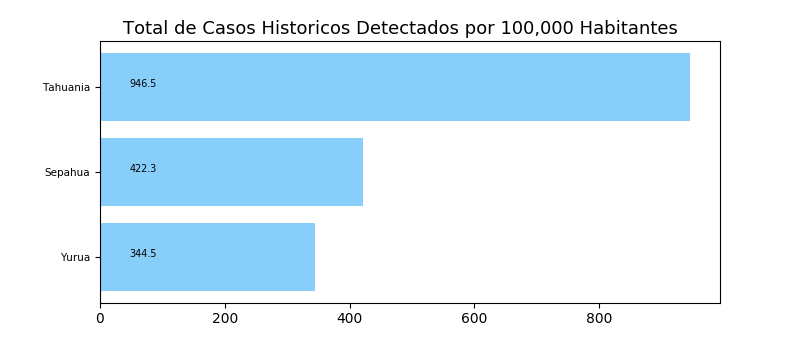 Total de Casos Historicos Detectados por 100,000 Habitantes
Tahuania
946.5
Sepahua
422.3
Yurua
344.5
0 200 400 600 800